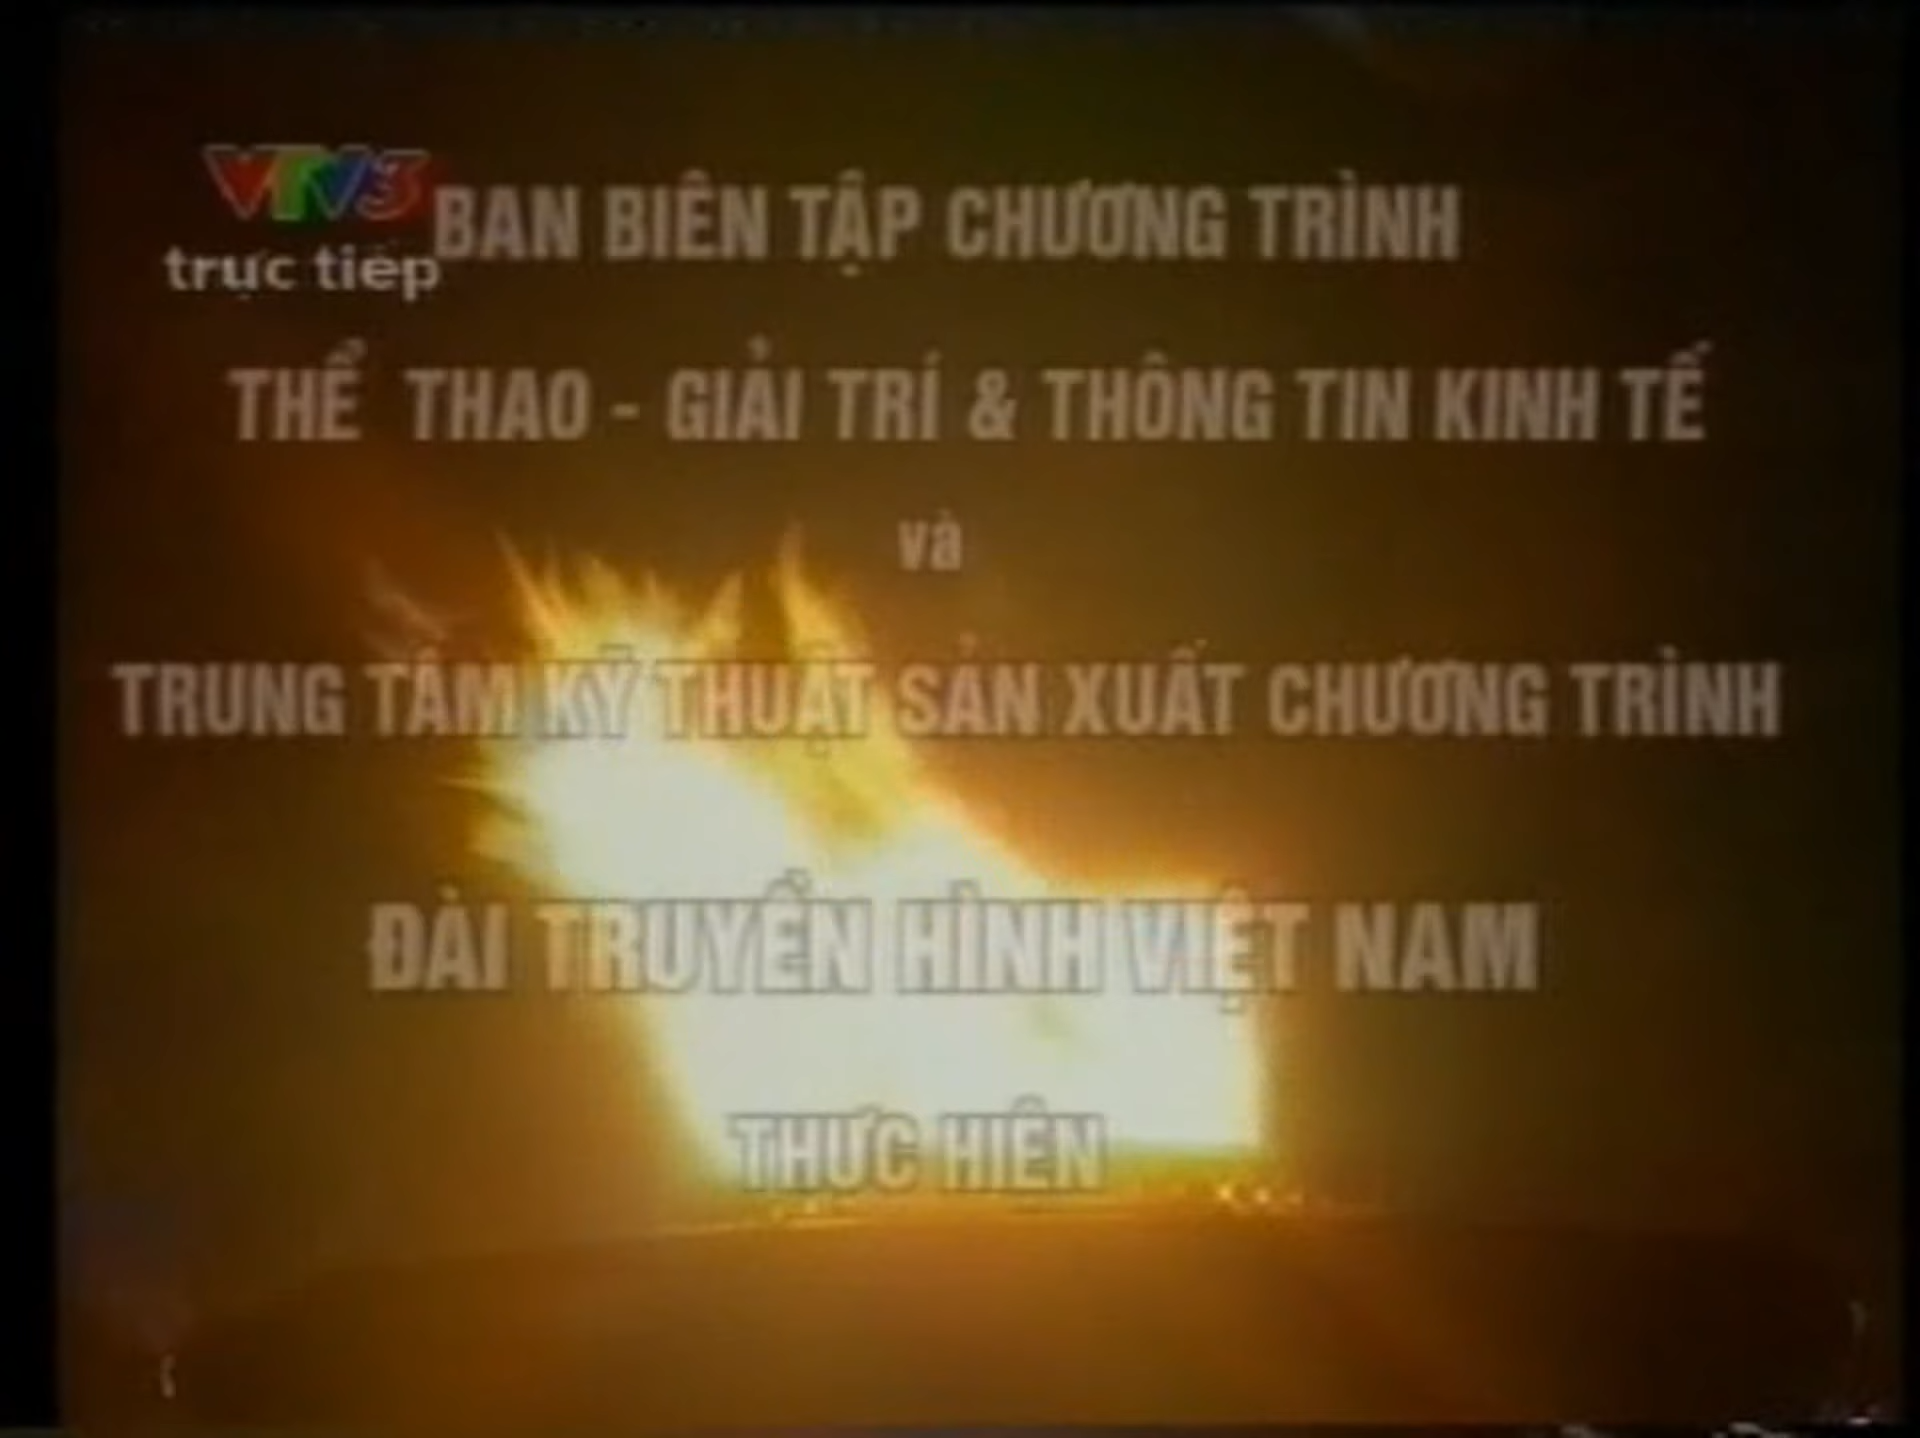 VTV3
trực tiếp
BAN BIÊN TẬP CHƯƠNG TRÌNH
THỂ THAO - GIẢI TRÍ & THÔNG TIN KINH TẾ
và
TRUNG TÂM KỸ THUẬT SẢN XUẤT CHƯƠNG TRÌNH
ĐÀI TRUYỀN HÌNH VIỆT NAM
THỰC HIỆN